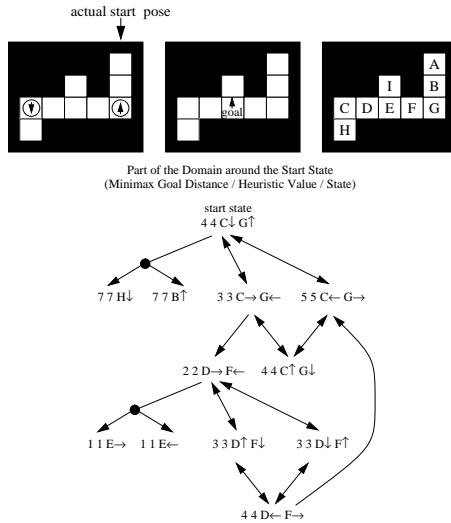 actual start pose
goal
A
I B
C D E F G
H
Part of the Domain around the Start State
(Minimax Goal Distance / Heuristic Value / State)
start state
4 4 C↓ G↑
7 7 H↓ 7 7 B↑ 3 3 C→ G← 5 5 C← G→
2 2 D→ F← 4 4 C↑ G↓
1 1 E→ 1 1 E← 3 3 D↑ F↓ 3 3 D↓ F↑
4 4 D← F→